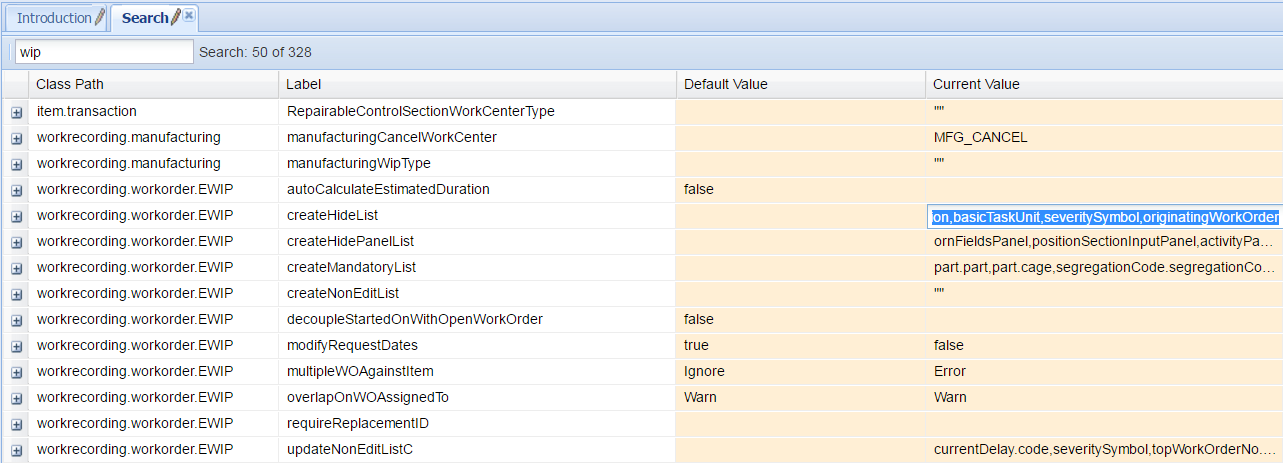 Introduction Search
wip Search: 50 of 328
Class Path Label Default Value Current Value
item.transaction RepairableControlSectionWorkCenterType ""
workrecording.manufacturing manufacturingCancelWorkCenter MFG_CANCEL
workrecording.manufacturing manufacturingWipType ""
workrecording.workorder.EWIP autoCalculateEstimatedDuration false
workrecording.workorder.EWIP createHideList on,basicTaskUnit,severitySymbol,originatingWorkOrder
workrecording.workorder.EWIP createHidePanelList ornFieldsPanel,positionSectionInputPanel,activityPa...
workrecording.workorder.EWIP createMandatoryList part.part,part.cage,segregationCode.segregationCo...
workrecording.workorder.EWIP createNonEditList ""
workrecording.workorder.EWIP decoupleStartedOnWithOpenWorkOrder false
workrecording.workorder.EWIP modifyRequestDates true false
workrecording.workorder.EWIP multipleWOAgainstItem Ignore Error
workrecording.workorder.EWIP overlapOnWOAssignedTo Warn Warn
workrecording.workorder.EWIP requireReplacementID
workrecording.workorder.EWIP updateNonEditListC currentDelay.code,severitySymbol,topWorkOrderNo....